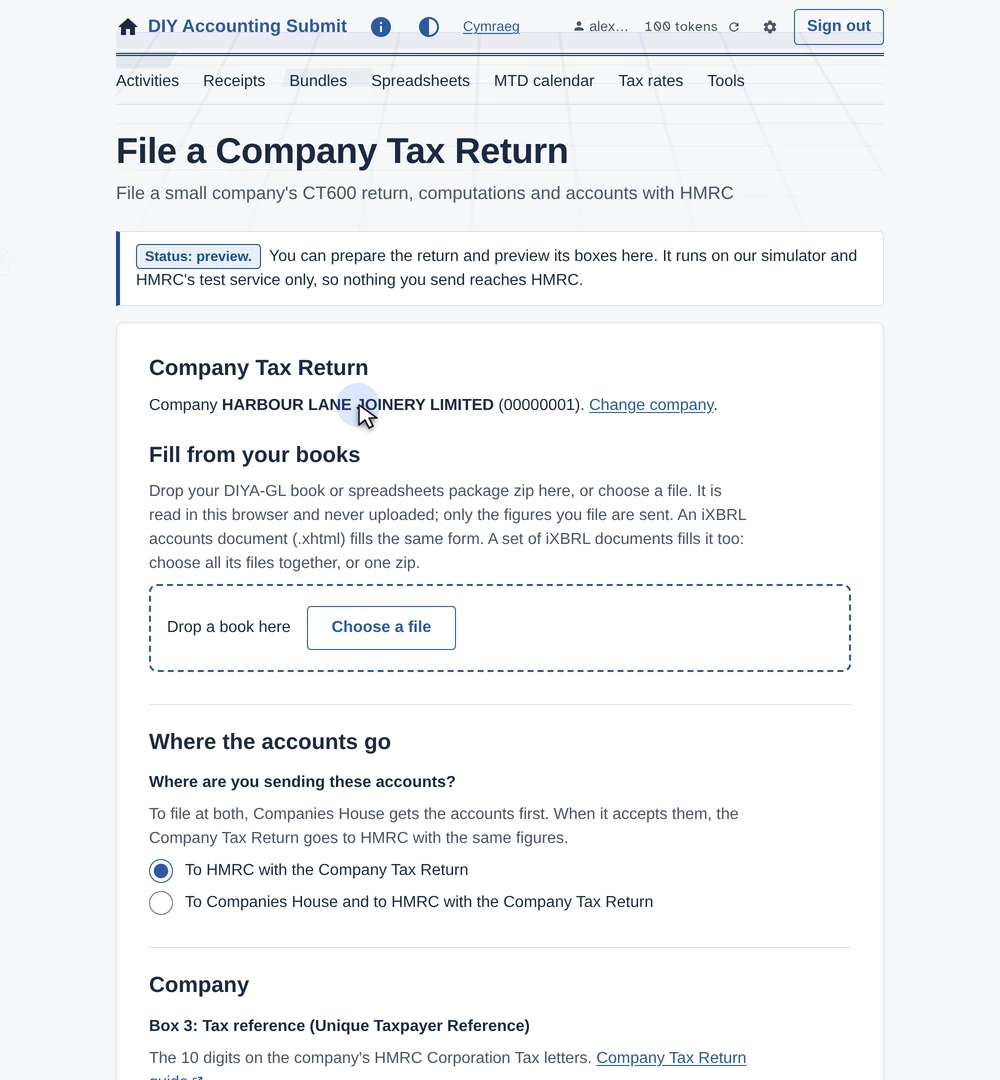 DIY Accounting Submit
Cymraeg
alex...
100 tokens
Sign out
Activities
Receipts
Bundles
Spreadsheets
MTD calendar
Tax rates
Tools
File a Company Tax Return
File a small company's CT600 return, computations and accounts with HMRC
Status: preview. You can prepare the return and preview its boxes here. It runs on our simulator and
HMRC's test service only, so nothing you send reaches HMRC.
Company Tax Return
Company HARBOUR LANE JOINERY LIMITED (00000001). Change company.
Fill from your books
Drop your DIYA-GL book or spreadsheets package zip here, or choose a file. It is
read in this browser and never uploaded; only the figures you file are sent. An iXBRL
accounts document (.xhtml) fills the same form. A set of iXBRL documents fills it too:
choose all its files together, or one zip.
Drop a book here
Choose a file
Where the accounts go
Where are you sending these accounts?
To file at both, Companies House gets the accounts first. When it accepts them, the
Company Tax Return goes to HMRC with the same figures.
To HMRC with the Company Tax Return
To Companies House and to HMRC with the Company Tax Return
Company
Box 3: Tax reference (Unique Taxpayer Reference)
The 10 digits on the company's HMRC Corporation Tax letters. Company Tax Return
guide